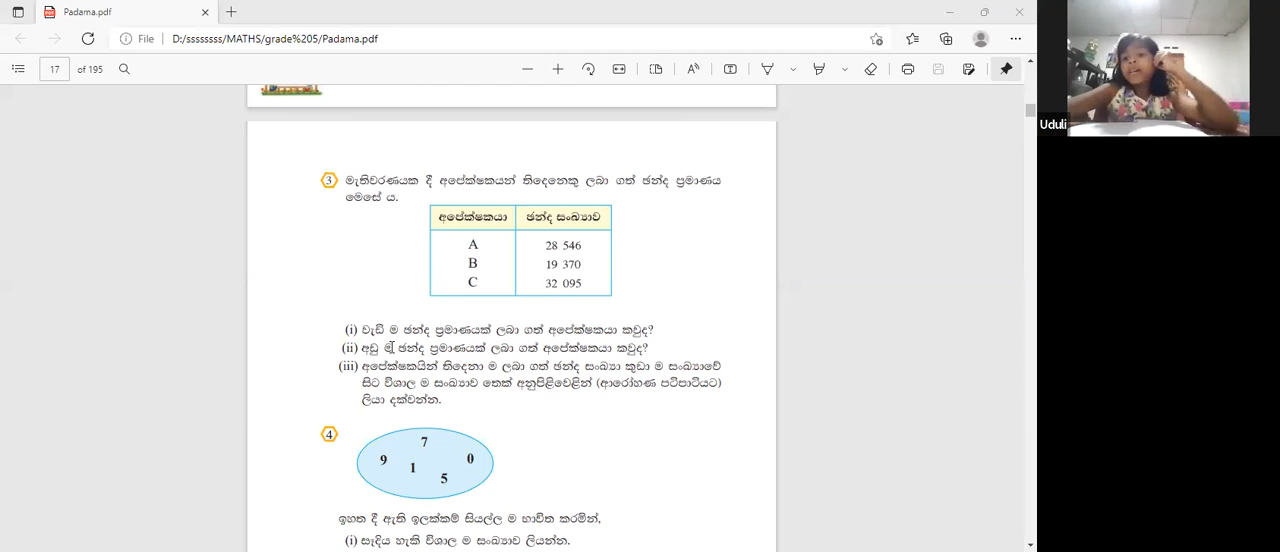 Padama.pdf
File D:/ssssssss/MATHS/grade%205/Padama.pdf
17 of 195
Uduli
3 මැතිවරණයක දී අපේක්ෂකයන් තිදෙනෙකු ලබා ගත් ඡන්ද ප්‍රමාණය
මෙසේ ය.
අපේක්ෂකයා ඡන්ද සංඛ්‍යාව
A 28 546
B 19 370
C 32 095
(i) වැඩි ම ඡන්ද ප්‍රමාණයක් ලබා ගත් අපේක්ෂකයා කවුද?
(ii) අඩු ම ඡන්ද ප්‍රමාණයක් ලබා ගත් අපේක්ෂකයා කවුද?
(iii) අපේක්ෂකයින් තිදෙනා ම ලබා ගත් ඡන්ද සංඛ්‍යා කුඩා ම සංඛ්‍යාවේ
සිට විශාල ම සංඛ්‍යාව තෙක් අනුපිළිවෙළින් (ආරෝහණ පටිපාටියට)
ලියා දක්වන්න.
4
7
9 0
1
5
ඉහත දී ඇති ඉලක්කම් සියල්ල ම භාවිත කරමින්,
(i) සෑදිය හැකි විශාල ම සංඛ්‍යාව ලියන්න.